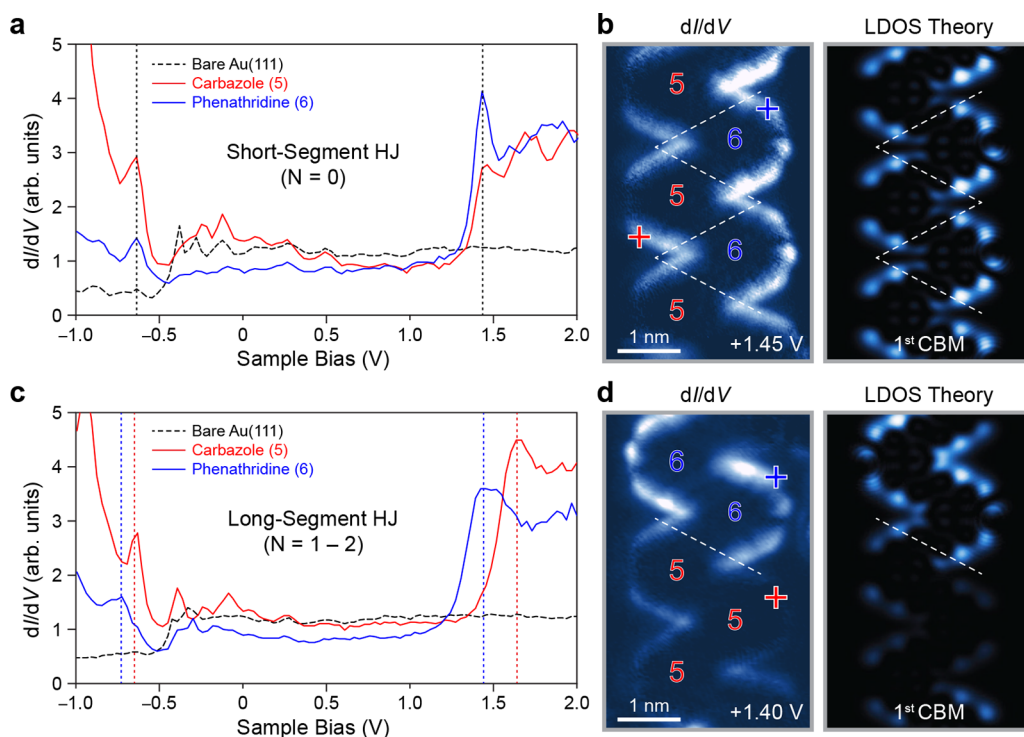 a
5
4
3
2
1
0
dI/dV (arb. units)
Bare Au(111)
Carbazole (5)
Phenathridine (6)
Short-Segment HJ
(N = 0)
–1.0
–0.5
0
0.5
1.0
1.5
2.0
Sample Bias (V)
b
dI/dV
LDOS Theory
5
6
5
6
5
1 nm
+1.45 V
1st CBM
c
5
4
3
2
1
0
dI/dV (arb. units)
Bare Au(111)
Carbazole (5)
Phenathridine (6)
Long-Segment HJ
(N = 1 – 2)
–1.0
–0.5
0
0.5
1.0
1.5
2.0
Sample Bias (V)
d
dI/dV
LDOS Theory
6
6
5
5
5
1 nm
+1.40 V
1st CBM